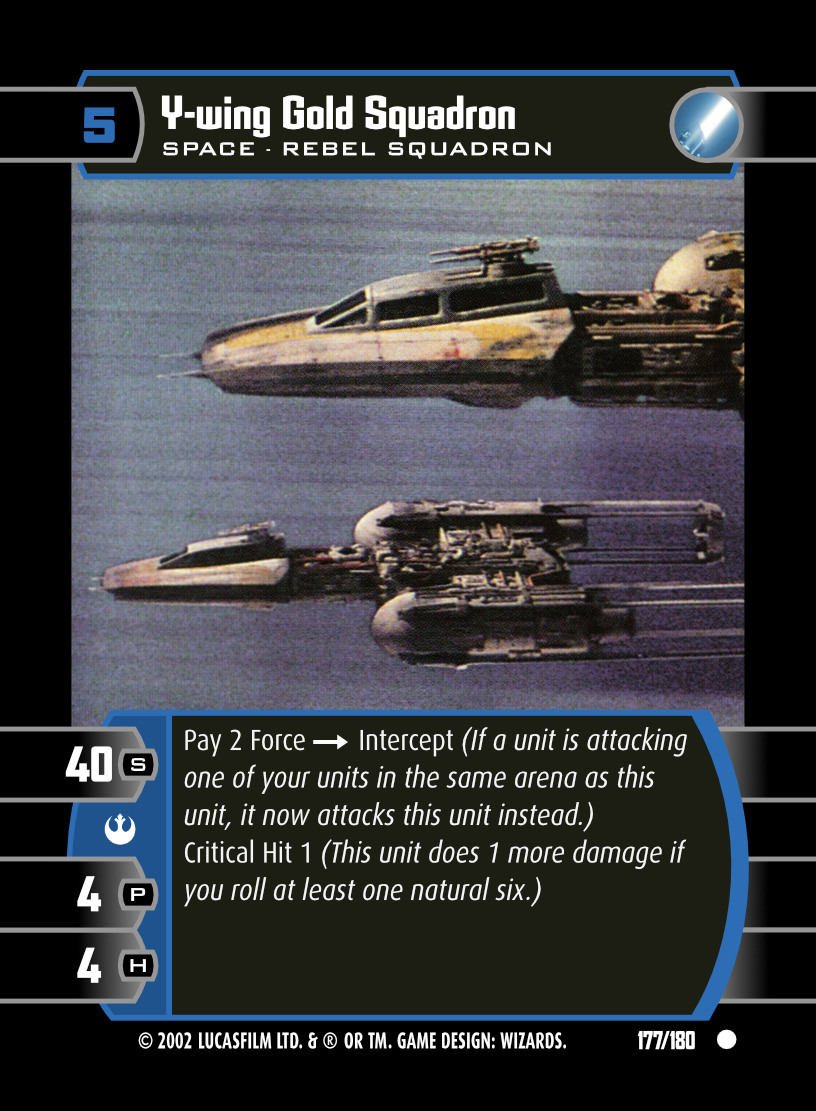 5
Y-wing Gold Squadron
SPACE - REBEL SQUADRON
40 S
4 P
4 H
Pay 2 Force → Intercept (If a unit is attacking
one of your units in the same arena as this
unit, it now attacks this unit instead.)
Critical Hit 1 (This unit does 1 more damage if
you roll at least one natural six.)
© 2002 LUCASFILM LTD. & ® OR TM. GAME DESIGN: WIZARDS.
177/180